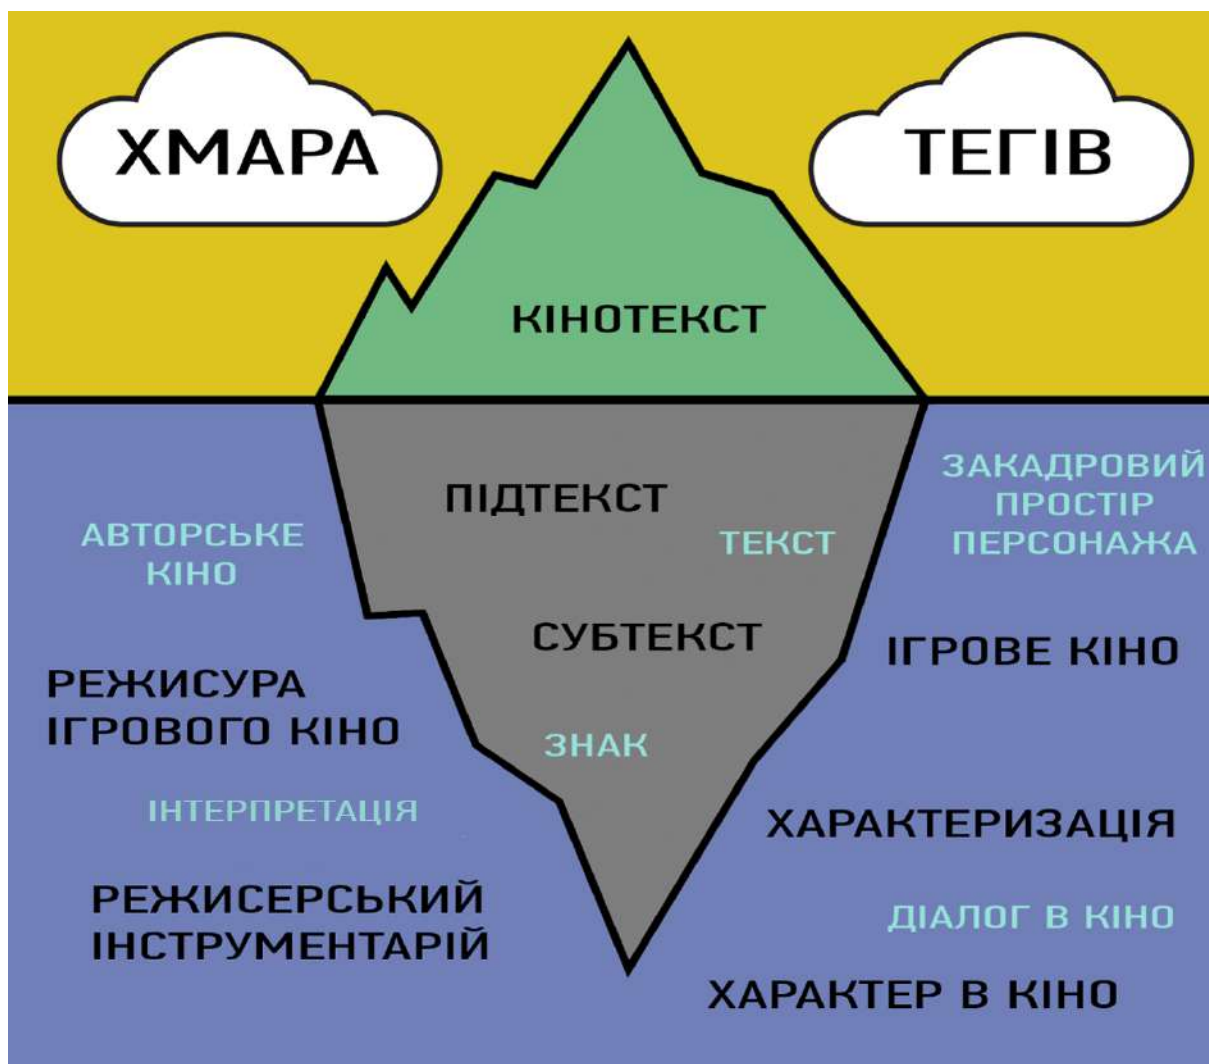 ХМАРА
ТЕГІВ
КІНОТЕКСТ
ПІДТЕКСТ
ТЕКСТ
СУБТЕКСТ
ЗНАК
АВТОРСЬКЕ
КІНО
РЕЖИСУРА
ІГРОВОГО КІНО
ІНТЕРПРЕТАЦІЯ
РЕЖИСЕРСЬКИЙ
ІНСТРУМЕНТАРІЙ
ЗАКАДРОВИЙ
ПРОСТІР
ПЕРСОНАЖА
ІГРОВЕ КІНО
ХАРАКТЕРИЗАЦІЯ
ДІАЛОГ В КІНО
ХАРАКТЕР В КІНО